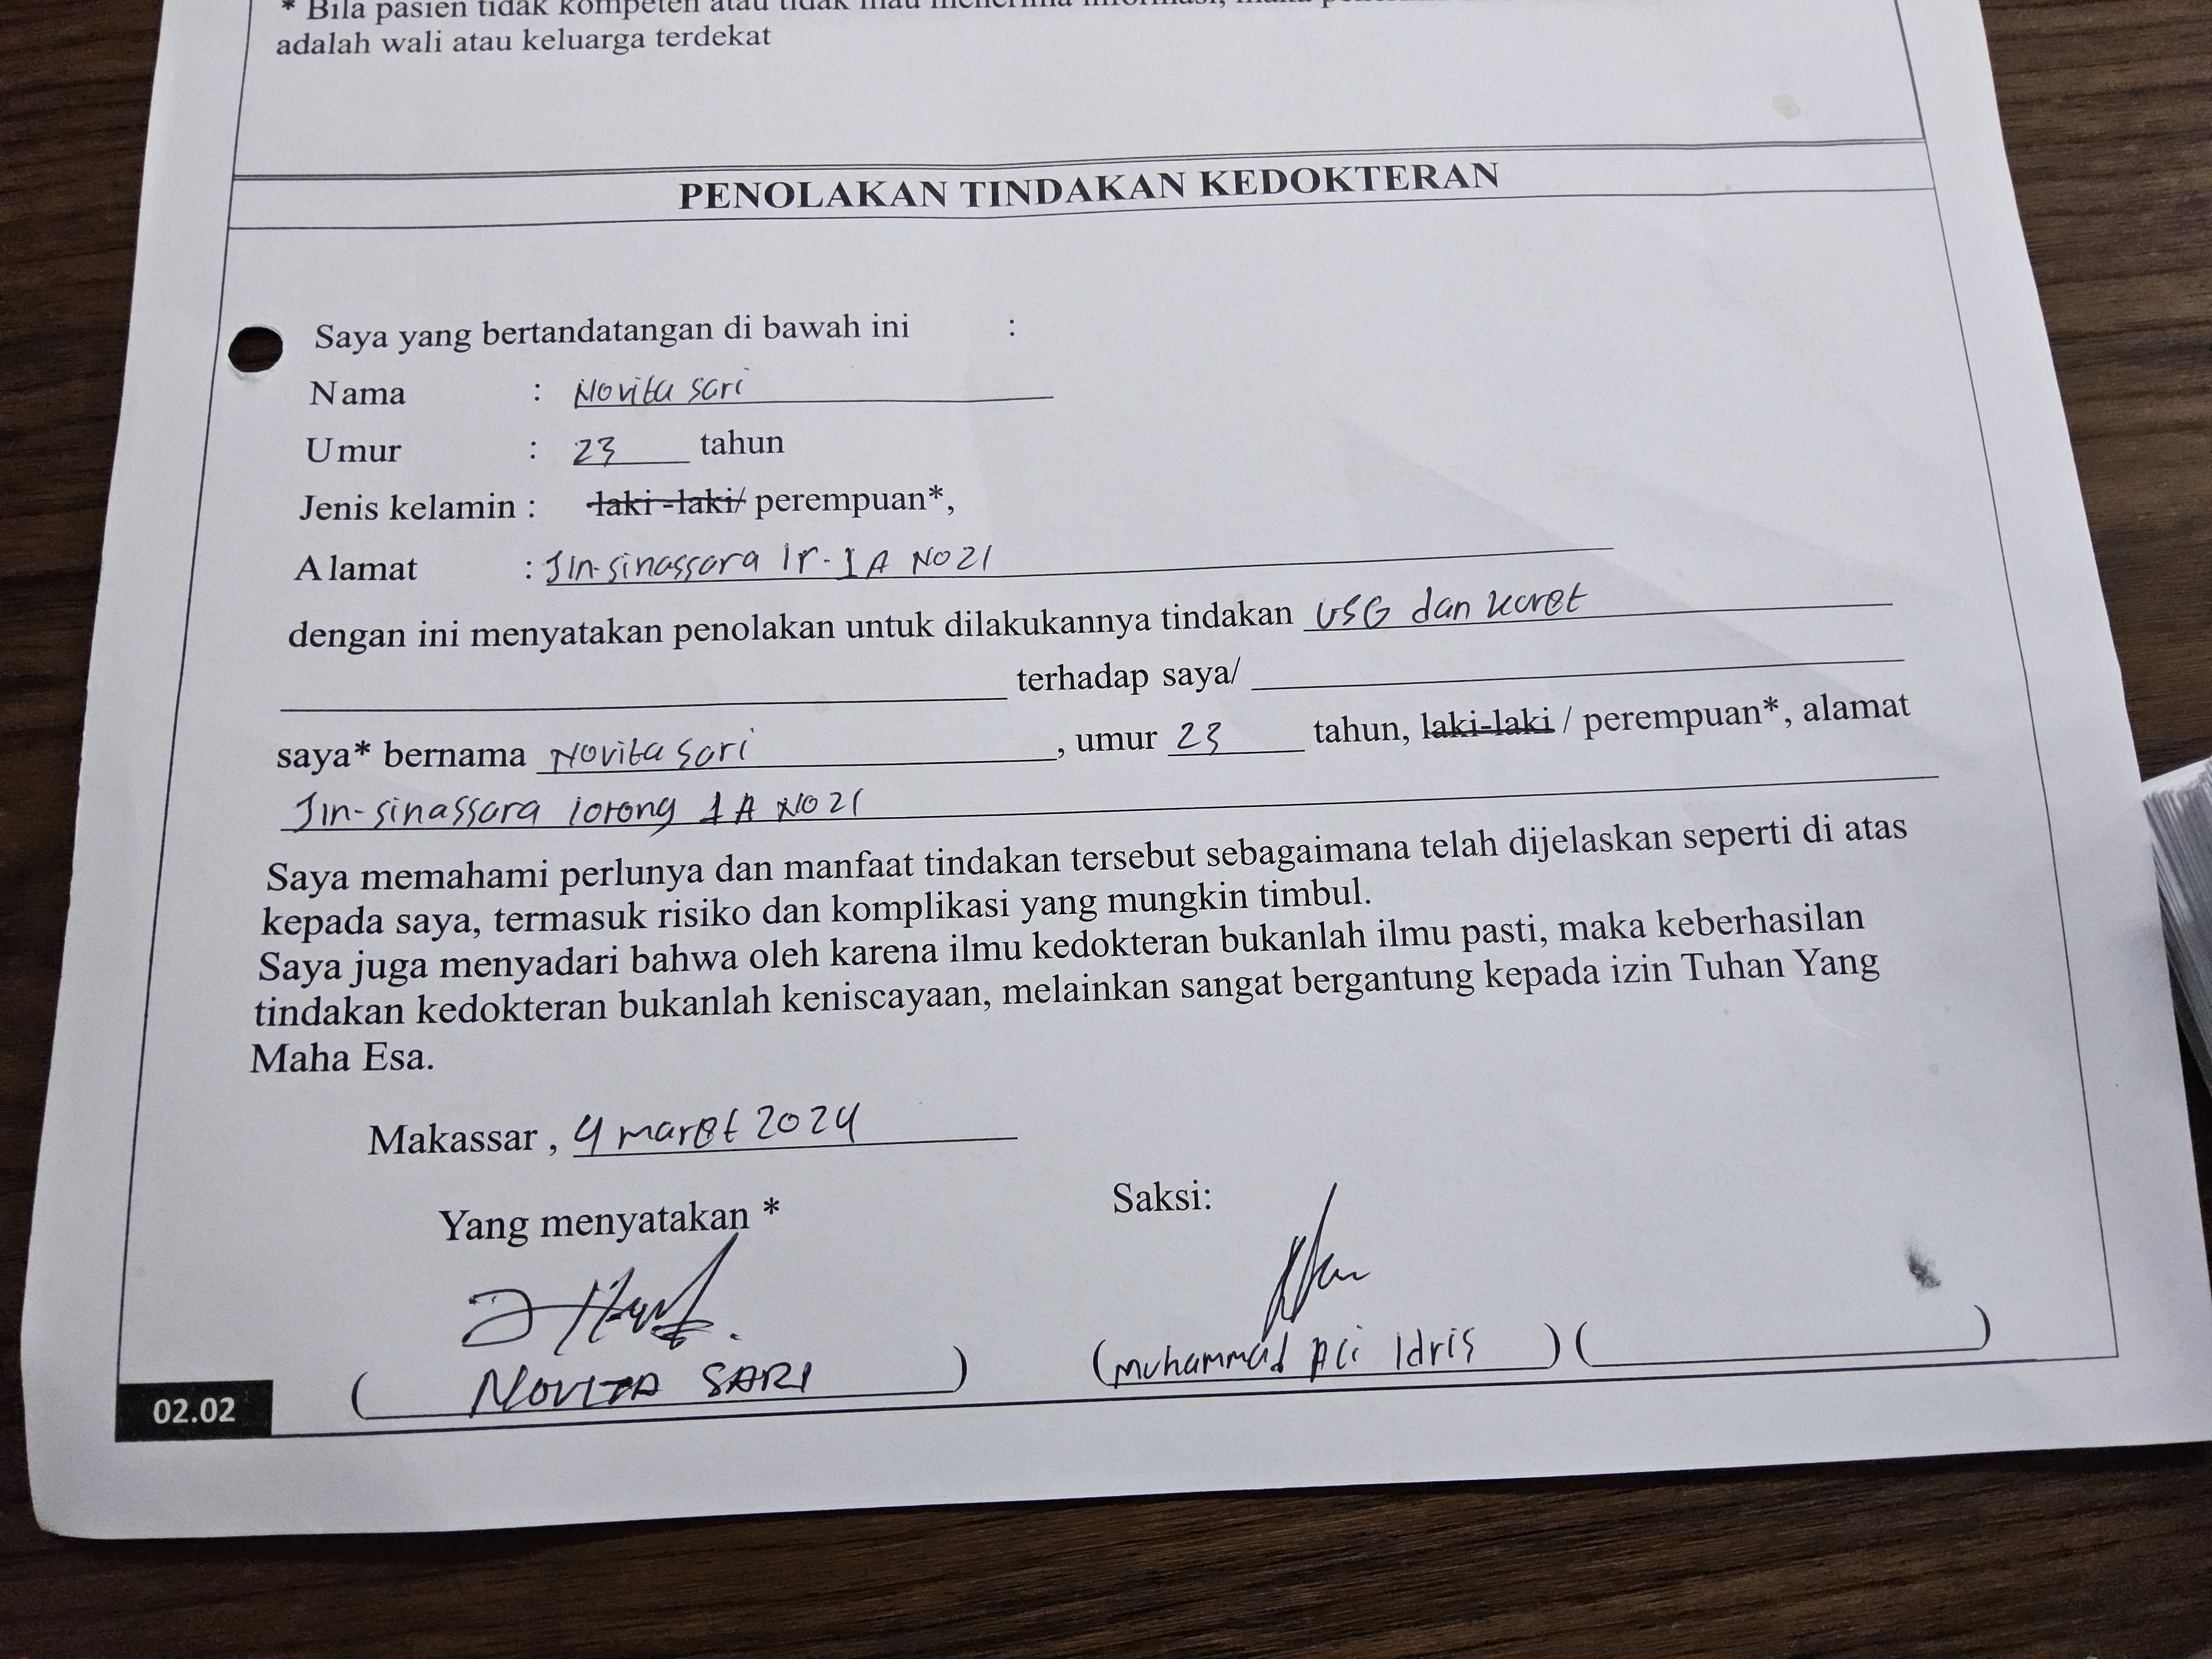 * Bila pasien tidak kompeten atau tidak mau menerima informasi, maka
adalah wali atau keluarga terdekat
PENOLAKAN TINDAKAN KEDOKTERAN
Saya yang bertandatangan di bawah ini :
Nama : Novita sari
Umur : 23 tahun
Jenis kelamin : laki-laki/ perempuan*,
Alamat : Jln-sinassara lr. 1A No 21
dengan ini menyatakan penolakan untuk dilakukannya tindakan USG dan kuret
terhadap saya/
saya* bernama Novita sari , umur 23 tahun, laki-laki / perempuan*, alamat
Jln-sinassara lorong 1A No 21
Saya memahami perlunya dan manfaat tindakan tersebut sebagaimana telah dijelaskan seperti di atas
kepada saya, termasuk risiko dan komplikasi yang mungkin timbul.
Saya juga menyadari bahwa oleh karena ilmu kedokteran bukanlah ilmu pasti, maka keberhasilan
tindakan kedokteran bukanlah keniscayaan, melainkan sangat bergantung kepada izin Tuhan Yang
Maha Esa.
Makassar , 4 maret 2024
Yang menyatakan * Saksi:
( NOVITA SARI ) (muhammad Ali Idris ) ( )
02.02